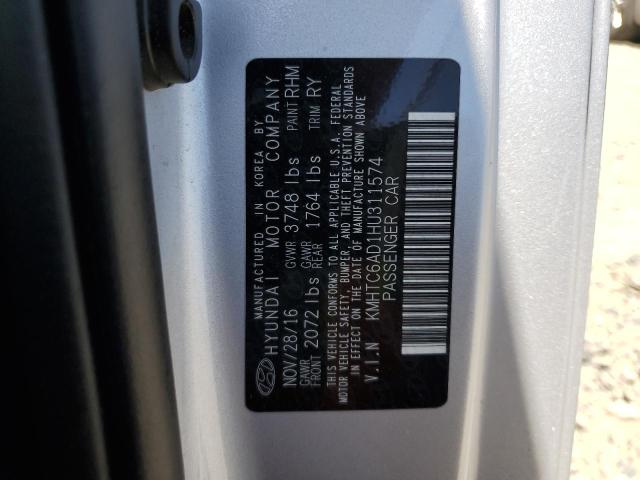 MANUFACTURED IN KOREA BY
HYUNDAI MOTOR COMPANY
NOV/28/16 GVWR 3748 lbs PAINT RHM
GAWR FRONT 2072 lbs GAWR REAR 1764 lbs TRIM RY
THIS VEHICLE CONFORMS TO ALL APPLICABLE U.S.A. FEDERAL
MOTOR VEHICLE SAFETY, BUMPER, AND THEFT PREVENTION STANDARDS
IN EFFECT ON THE DATE OF MANUFACTURE SHOWN ABOVE
V.I.N KMHTC6AD1HU311574
PASSENGER CAR